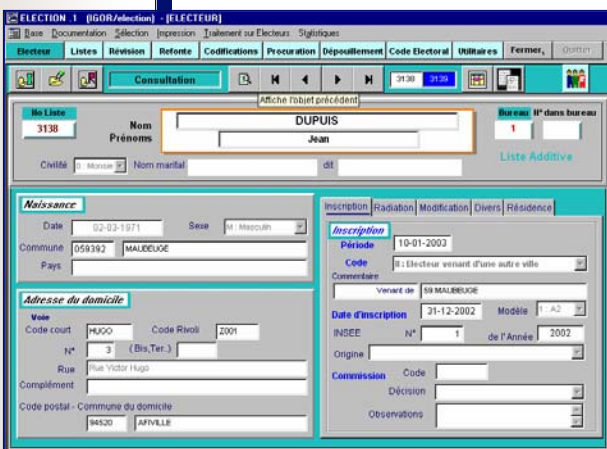 ELECTION .1 (IGOR/election) - [ELECTEUR]
Base Documentation Sélection Impression Traitement sur Electeurs Statistiques
Electeur Listes Révision Refonte Codifications Procuration Dépouillement Code Electoral Utilitaires Fermer, Quitter
Consultation 3138 3139
Affiche l'objet précédent
No Liste Bureau N° dans bureau
3138 Nom DUPUIS 1
Prénoms Jean
Liste Additive
Civilité 0 : Monsie Nom marital dit
Naissance
Date 02-03-1971 Sexe M : Masculin
Commune 059392 MAUBEUGE
Pays
Adresse du domicile
Voie
Code court HUGO Code Rivoli Z001
N° 3 (Bis,Ter..)
Rue Rue Victor Hugo
Complément
Code postal - Commune du domicile
94520 AFIVILLE
Inscription Radiation Modification Divers Résidence
Inscription
Période 10-01-2003
Code 8 : Electeur venant d'une autre ville
Commentaire
Venant de 59 MAUBEUGE
Date d'inscription 31-12-2002 Modèle 1 : A2
INSEE N° 1 de l'Année 2002
Origine
Commission Code
Décision
Observations